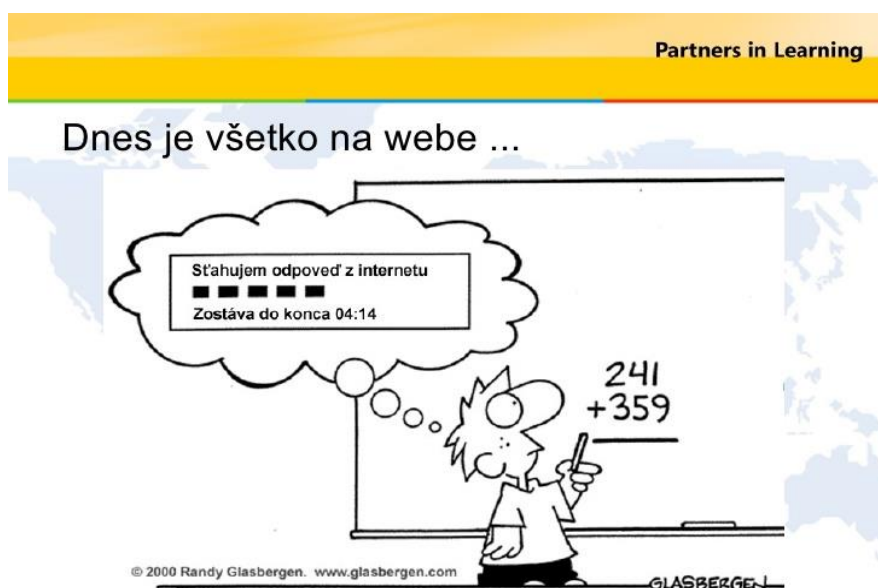 Partners in Learning
Dnes je všetko na webe ...
Sťahujem odpoveď z internetu
Zostáva do konca 04:14
241
+359
© 2000 Randy Glasbergen. www.glasbergen.com
GLASBERGEN